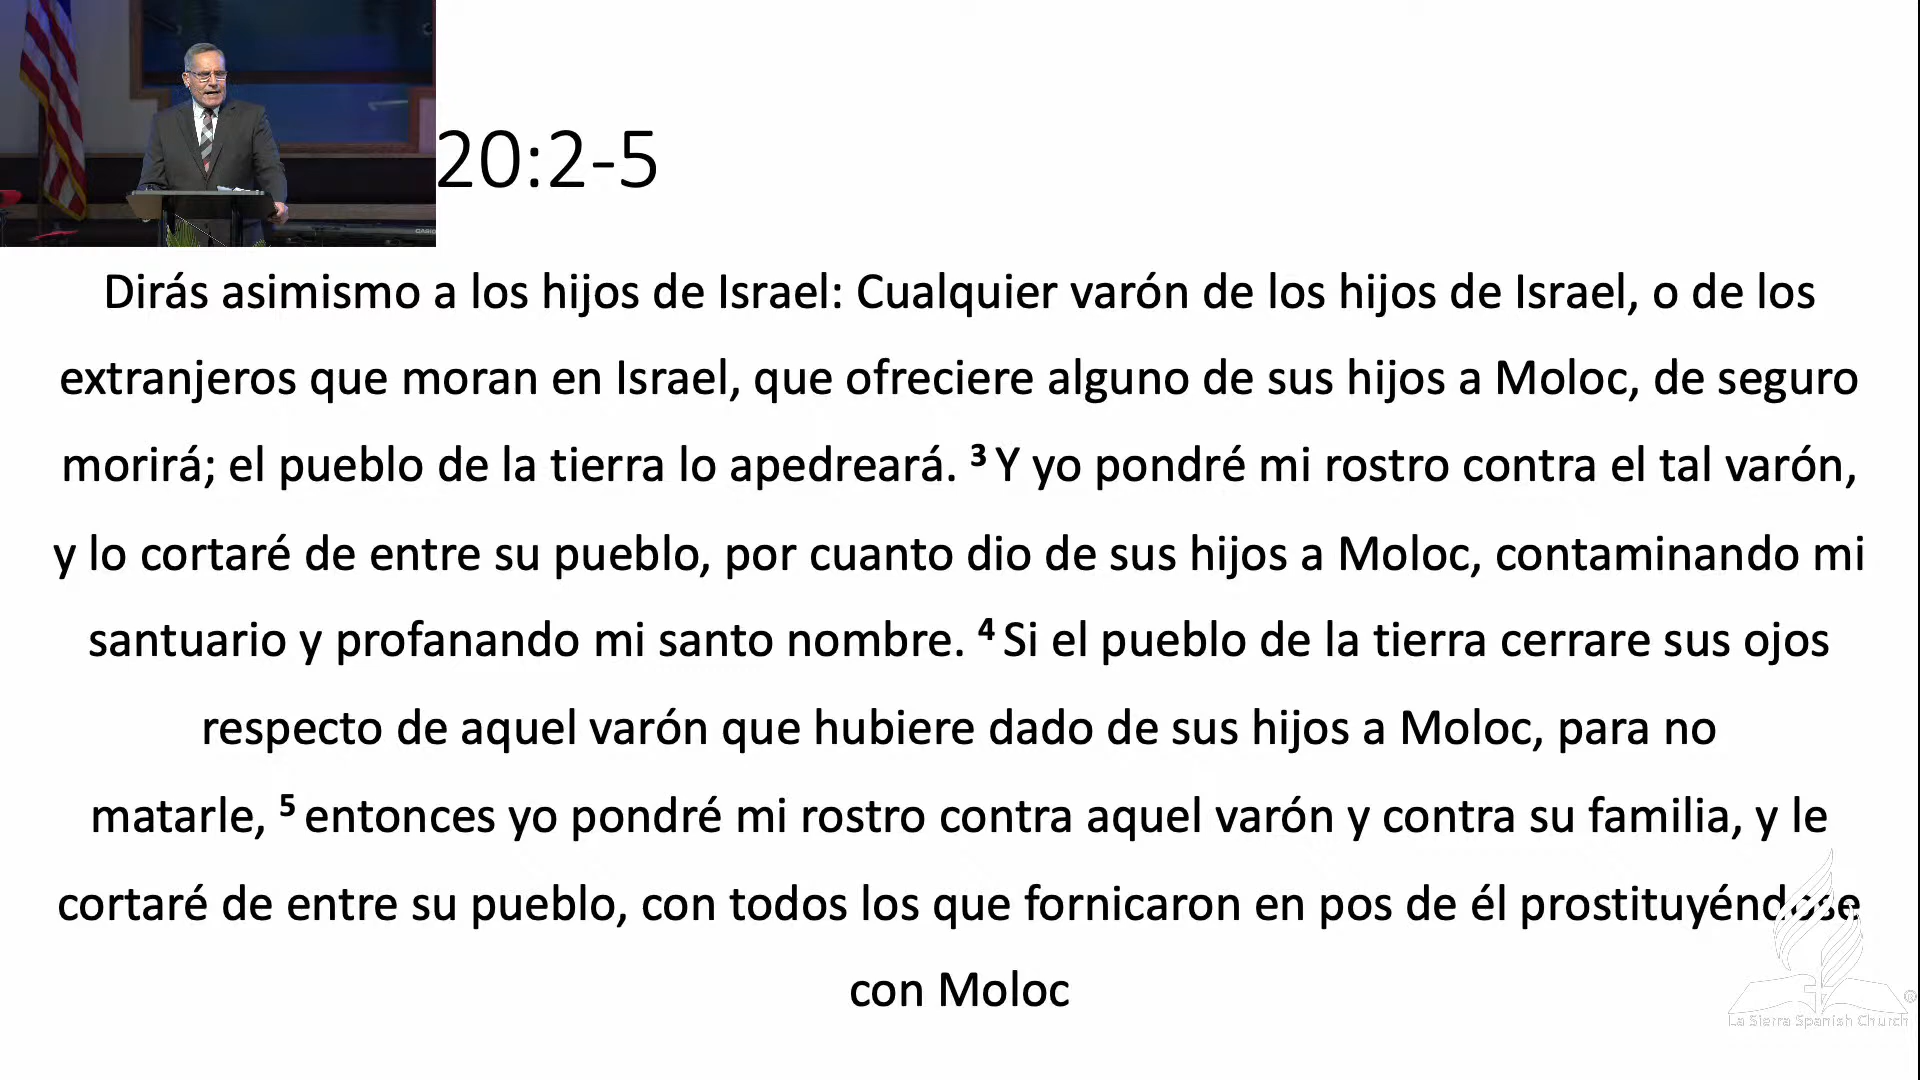 20:2-5
Dirás asimismo a los hijos de Israel: Cualquier varón de los hijos de Israel, o de los
extranjeros que moran en Israel, que ofreciere alguno de sus hijos a Moloc, de seguro
morirá; el pueblo de la tierra lo apedreará. ³ Y yo pondré mi rostro contra el tal varón,
y lo cortaré de entre su pueblo, por cuanto dio de sus hijos a Moloc, contaminando mi
santuario y profanando mi santo nombre. ⁴ Si el pueblo de la tierra cerrare sus ojos
respecto de aquel varón que hubiere dado de sus hijos a Moloc, para no
matarle, ⁵ entonces yo pondré mi rostro contra aquel varón y contra su familia, y le
cortaré de entre su pueblo, con todos los que fornicaron en pos de él prostituyéndose
con Moloc
®
La Sierra Spanish Church